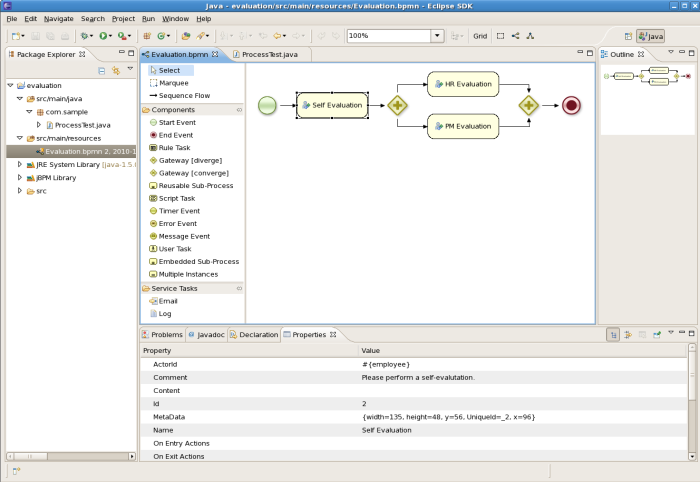 Java - evaluation/src/main/resources/Evaluation.bpmn - Eclipse SDK
File Edit Navigate Search Project Run Window Help
100%
Grid
Java
Package Explorer
evaluation
src/main/java
com.sample
ProcessTest.java
src/main/resources
Evaluation.bpmn 2, 2010-1
JRE System Library [java-1.5.
jBPM Library
src
Evaluation.bpmn
ProcessTest.java
Select
Marquee
Sequence Flow
Components
Start Event
End Event
Rule Task
Gateway [diverge]
Gateway [converge]
Reusable Sub-Process
Script Task
Timer Event
Error Event
Message Event
User Task
Embedded Sub-Process
Multiple Instances
Service Tasks
Email
Log
Self Evaluation
HR Evaluation
PM Evaluation
Outline
Problems
Javadoc
Declaration
Properties
Property Value
ActorId #{employee}
Comment Please perform a self-evalutation.
Content
Id 2
MetaData {width=135, height=48, y=56, UniqueId=_2, x=96}
Name Self Evaluation
On Entry Actions
On Exit Actions